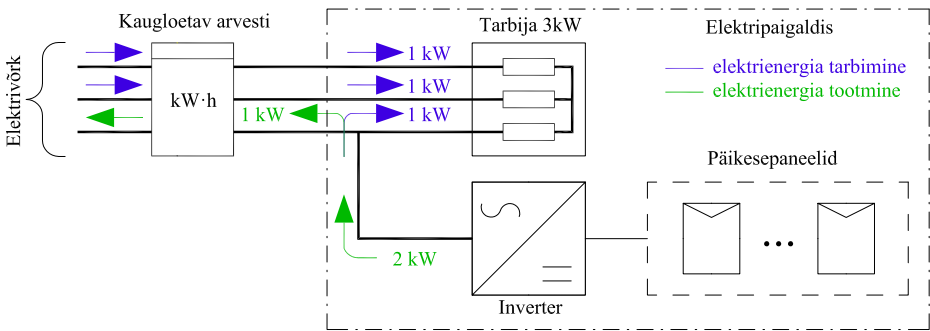 Kaugloetav arvesti
Tarbija 3kW
Elektripaigaldis
Elektrivõrk
kW·h
1 kW
1 kW
1 kW
1 kW
elektrienergia tarbimine
elektrienergia tootmine
Päikesepaneelid
2 kW
Inverter